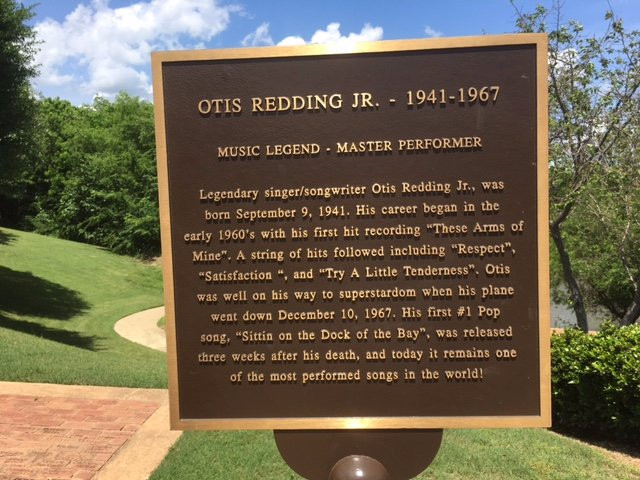 OTIS REDDING JR. - 1941-1967
MUSIC LEGEND - MASTER PERFORMER
Legendary singer/songwriter Otis Redding Jr., was
born September 9, 1941. His career began in the
early 1960's with his first hit recording "These Arms of
Mine". A string of hits followed including "Respect",
"Satisfaction ", and "Try A Little Tenderness". Otis
was well on his way to superstardom when his plane
went down December 10, 1967. His first #1 Pop
song, "Sittin on the Dock of the Bay", was released
three weeks after his death, and today it remains one
of the most performed songs in the world!